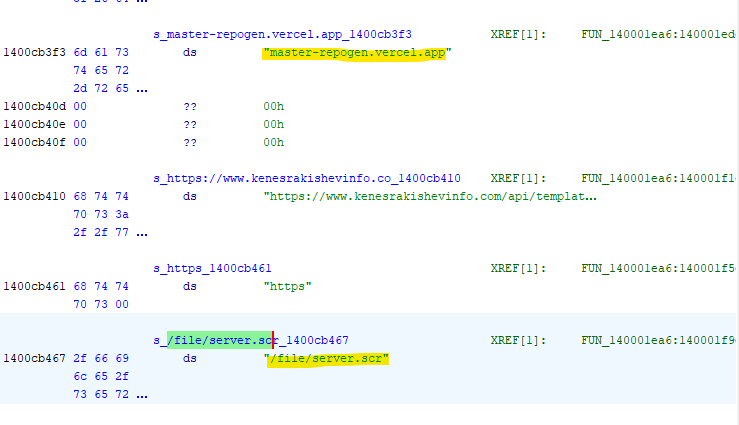 s_master-repogen.vercel.app_1400cb3f3 XREF[1]: FUN_140001ea6:140001ed
1400cb3f3 6d 61 73 ds "master-repogen.vercel.app"
74 65 72
2d 72 65 ...
1400cb40d 00 ?? 00h
1400cb40e 00 ?? 00h
1400cb40f 00 ?? 00h
s_https://www.kenesrakishevinfo.co_1400cb410 XREF[1]: FUN_140001ea6:140001f1
1400cb410 68 74 74 ds "https://www.kenesrakishevinfo.com/api/templat...
70 73 3a
2f 2f 77 ...
s_https_1400cb461 XREF[1]: FUN_140001ea6:140001f5
1400cb461 68 74 74 ds "https"
70 73 00
s_/file/server.scr_1400cb467 XREF[1]: FUN_140001ea6:140001f9
1400cb467 2f 66 69 ds "/file/server.scr"
6c 65 2f
73 65 72 ...